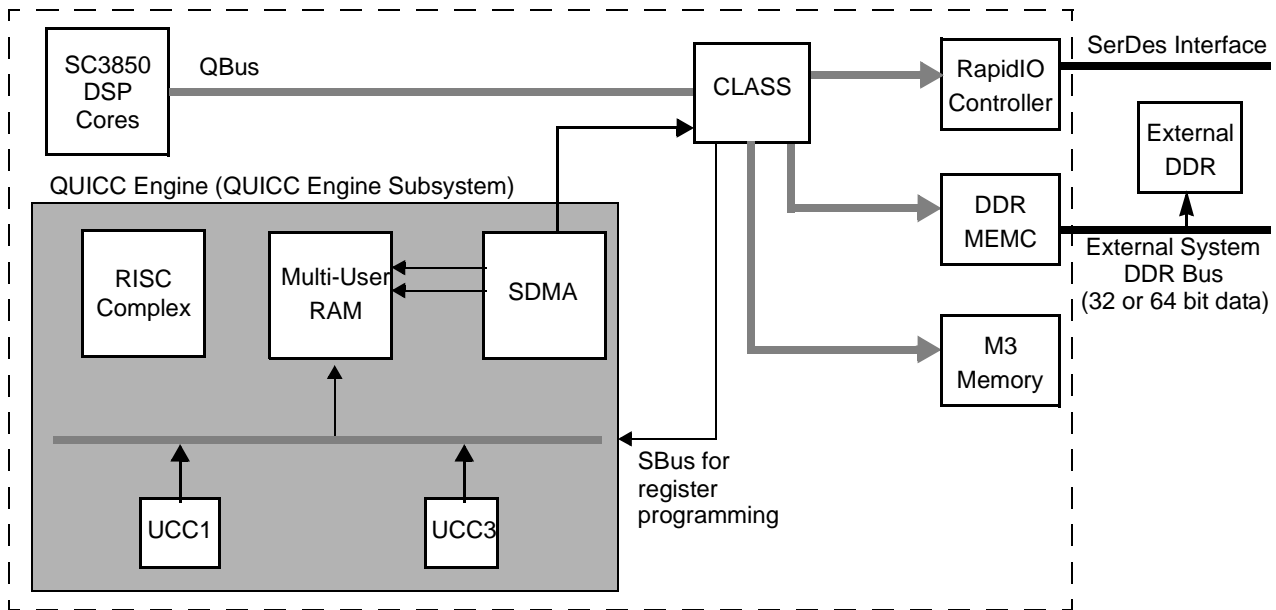 SC3850
DSP
Cores
QBus
CLASS
RapidIO
Controller
SerDes Interface
External
DDR
QUICC Engine (QUICC Engine Subsystem)
RISC
Complex
Multi-User
RAM
SDMA
DDR
MEMC
External System
DDR Bus
(32 or 64 bit data)
M3
Memory
SBus for
register
programming
UCC1
UCC3